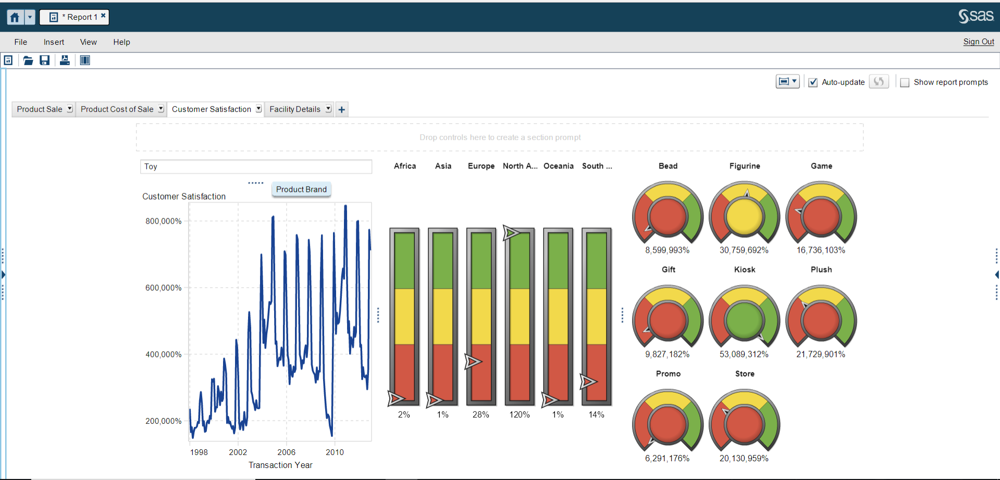 * Report 1
sas
File Insert View Help
Sign Out
Auto-update
Show report prompts
Product Sale Product Cost of Sale Customer Satisfaction Facility Details
Drop controls here to create a section prompt
Toy
Product Brand
Customer Satisfaction
800,000%
600,000%
400,000%
200,000%
1998 2002 2006 2010
Transaction Year
Africa Asia Europe North A... Oceania South ...
2% 1% 28% 120% 1% 14%
Bead Figurine Game
8,599,993% 30,759,692% 16,736,103%
Gift Kiosk Plush
9,827,182% 53,089,312% 21,729,901%
Promo Store
6,291,176% 20,130,959%